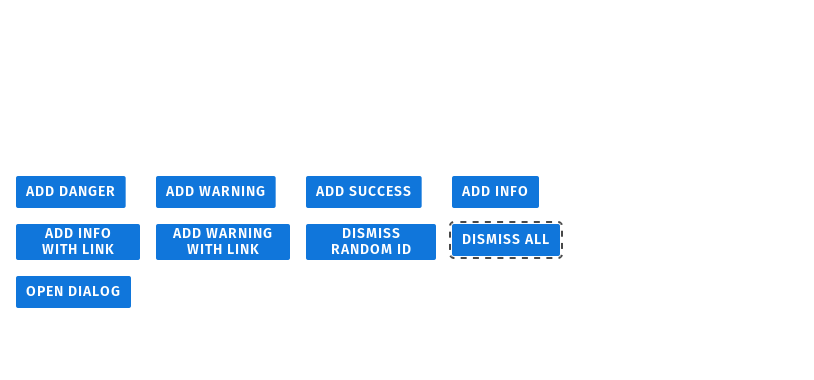 ADD DANGER
ADD WARNING
ADD SUCCESS
ADD INFO
ADD INFO
WITH LINK
ADD WARNING
WITH LINK
DISMISS
RANDOM ID
DISMISS ALL
OPEN DIALOG